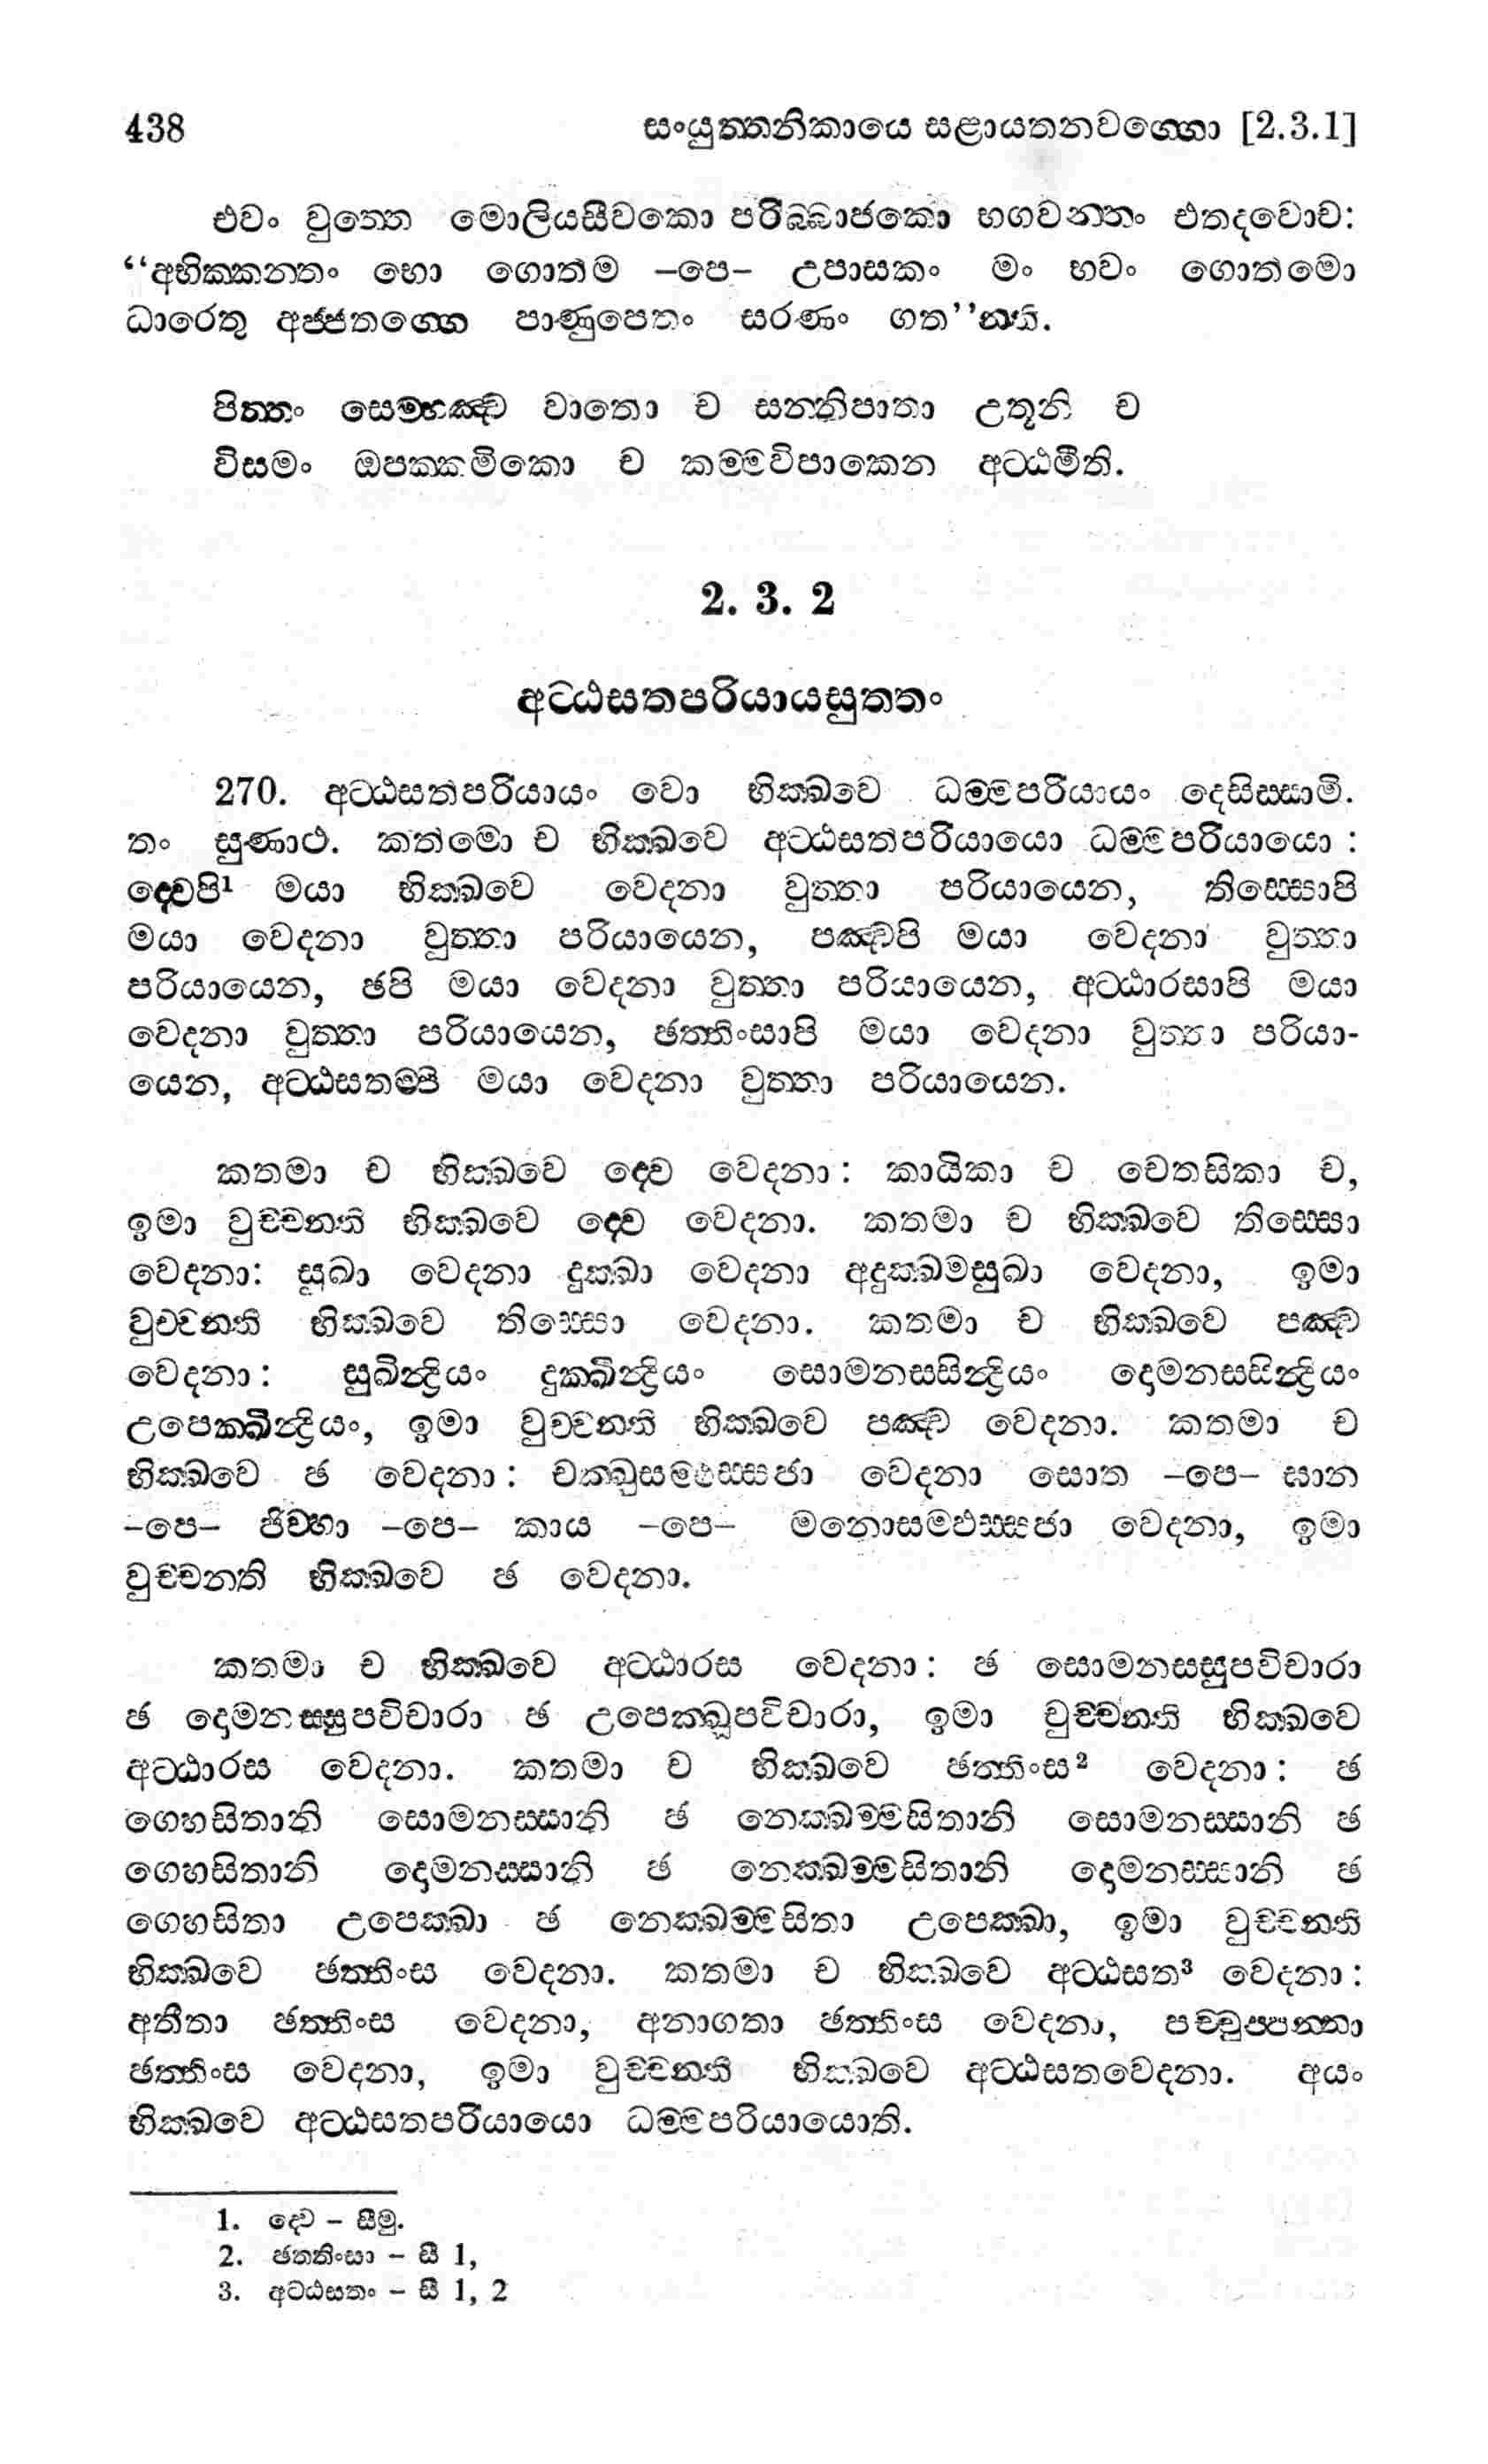 438 සංයුත්තනිකායෙ සළායතනවග්ගො [2.3.1]
එවං වුත්තෙ මොලියසීවකො පරිබ්බාජකො භගවන්තං එතදවොච:
“අභික්කන්තං භො ගොතම –පෙ– උපාසකං මං භවං ගොතමො
ධාරෙතු අජ්ජතග්ගෙ පාණුපෙතං සරණං ගත”න්ති.
පිත්තං සෙම්හඤ්ච වාතො ච සන්නිපාතා උතූනි ච
විසමං ඔපක්කමිකො ච කම්මවිපාකෙන අට්ඨමීති.
2. 3. 2
අට්ඨසතපරියායසුත්තං
270. අට්ඨසතපරියායං වො භික්ඛවෙ ධම්මපරියායං දෙසිස්සාමි.
තං සුණාථ. කතමො ච භික්ඛවෙ අට්ඨසතපරියායො ධම්මපරියායො :
ද්වෙපි¹ මයා භික්ඛවෙ වෙදනා වුත්තා පරියායෙන, තිස්සොපි
මයා වෙදනා වුත්තා පරියායෙන, පඤ්චපි මයා වෙදනා වුත්තා
පරියායෙන, ඡපි මයා වෙදනා වුත්තා පරියායෙන, අට්ඨාරසාපි මයා
වෙදනා වුත්තා පරියායෙන, ඡත්තිංසාපි මයා වෙදනා වුත්තා පරියා-
යෙන, අට්ඨසතම්පි මයා වෙදනා වුත්තා පරියායෙන.
කතමා ච භික්ඛවෙ ද්වෙ වෙදනා : කායිකා ච චෙතසිකා ච,
ඉමා වුච්චන්ති භික්ඛවෙ ද්වෙ වෙදනා. කතමා ච භික්ඛවෙ තිස්සො
වෙදනා: සුඛා වෙදනා දුක්ඛා වෙදනා අදුක්ඛමසුඛා වෙදනා, ඉමා
වුච්චන්ති භික්ඛවෙ තිස්සො වෙදනා. කතමා ච භික්ඛවෙ පඤ්ච
වෙදනා : සුඛින්ද්‍රියං දුක්ඛින්ද්‍රියං සොමනස්සින්ද්‍රියං දොමනස්සින්ද්‍රියං
උපෙක්ඛින්ද්‍රියං, ඉමා වුච්චන්ති භික්ඛවෙ පඤ්ච වෙදනා. කතමා ච
භික්ඛවෙ ඡ වෙදනා : චක්ඛුසම්ඵස්සජා වෙදනා සොත –පෙ– ඝාන
–පෙ– ජිව්හා –පෙ– කාය –පෙ– මනොසම්ඵස්සජා වෙදනා, ඉමා
වුච්චන්ති භික්ඛවෙ ඡ වෙදනා.
කතමා ච භික්ඛවෙ අට්ඨාරස වෙදනා : ඡ සොමනස්සූපවිචාරා
ඡ දොමනස්සුපවිචාරා ඡ උපෙක්ඛූපවිචාරා, ඉමා වුච්චන්ති භික්ඛවෙ
අට්ඨාරස වෙදනා. කතමා ච භික්ඛවෙ ඡත්තිංස² වෙදනා : ඡ
ගෙහසිතානි සොමනස්සානි ඡ නෙක්ඛම්මසිතානි සොමනස්සානි ඡ
ගෙහසිතානි දොමනස්සානි ඡ නෙක්ඛම්මසිතානි දොමනස්සානි ඡ
ගෙහසිතා උපෙක්ඛා ඡ නෙක්ඛම්මසිතා උපෙක්ඛා, ඉමා වුච්චන්ති
භික්ඛවෙ ඡත්තිංස වෙදනා. කතමා ච භික්ඛවෙ අට්ඨසත³ වෙදනා :
අතීතා ඡත්තිංස වෙදනා, අනාගතා ඡත්තිංස වෙදනා, පච්චුප්පන්නා
ඡත්තිංස වෙදනා, ඉමා වුච්චන්ති භික්ඛවෙ අට්ඨසතවෙදනා. අයං
භික්ඛවෙ අට්ඨසතපරියායො ධම්මපරියායොති.
1. ද්වෙ – සීමු.
2. ඡත්තිංසා – සී 1,
3. අට්ඨසතං – සී 1, 2